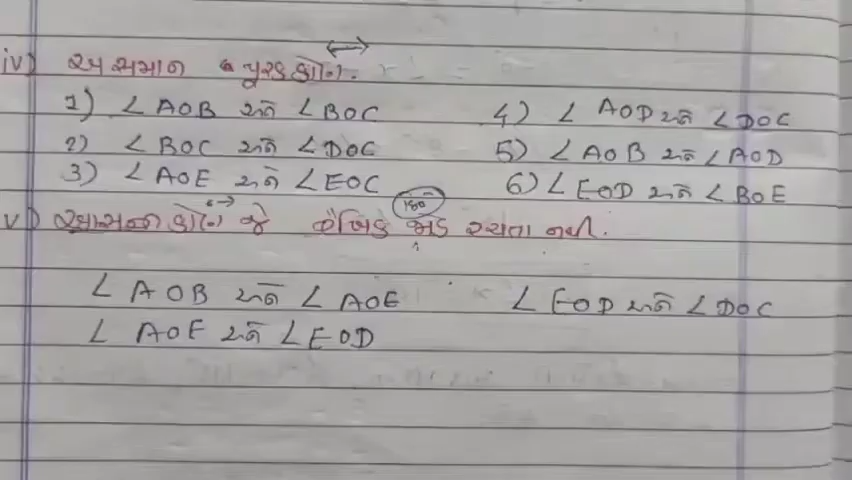 iv) અસમાન પૂરકકોણ.
1) ∠AOB અને ∠BOC 4) ∠AOD અને ∠DOC
2) ∠BOC અને ∠DOC 5) ∠AOB અને ∠AOD
3) ∠AOE અને ∠EOC 6) ∠EOD અને ∠BOE
180
v) આસન્ન કોણ જે રૈખિક જોડ રચતા નથી.
∠AOB અને ∠AOE ∠EOD અને ∠DOC
∠AOE અને ∠EOD